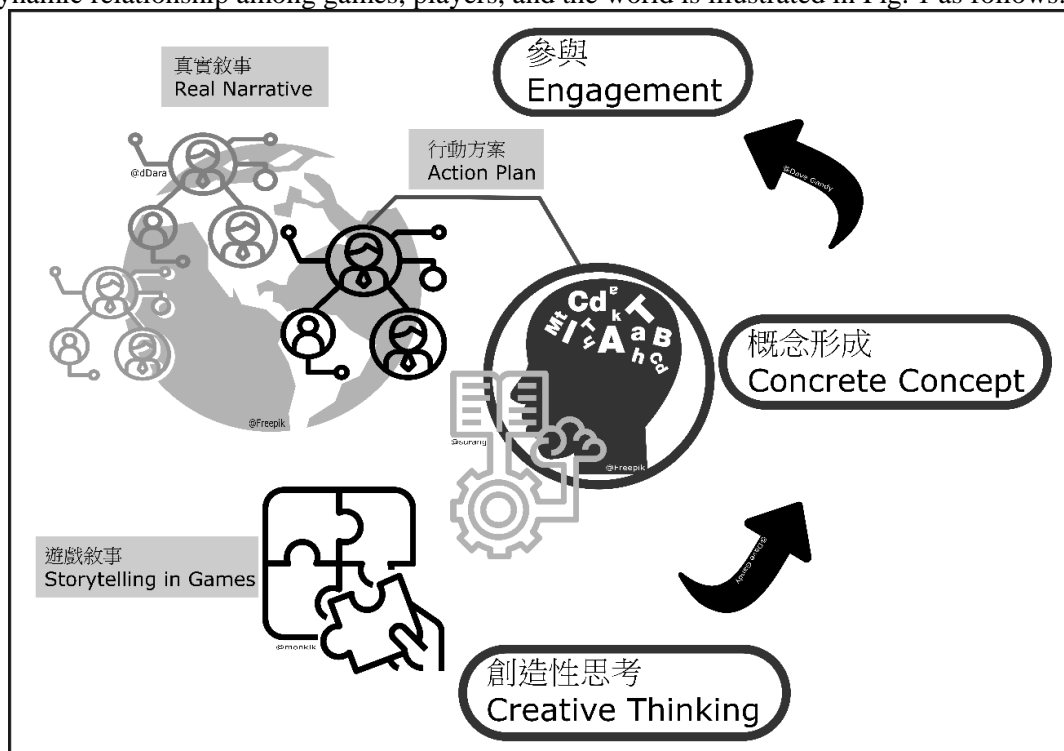 ynamic relationship among games, players, and the world is illustrated in Fig. 1 as follows.
參與
Engagement
真實敘事
Real Narrative
行動方案
Action Plan
@dDara
@Dave Gandy
Cd
a
k
T
Mt
I
T
y
A
a
B
h
Cd
概念形成
Concrete Concept
@Freepik
@surang
@Freepik
遊戲敘事
Storytelling in Games
@Dave Gandy
@monkik
創造性思考
Creative Thinking